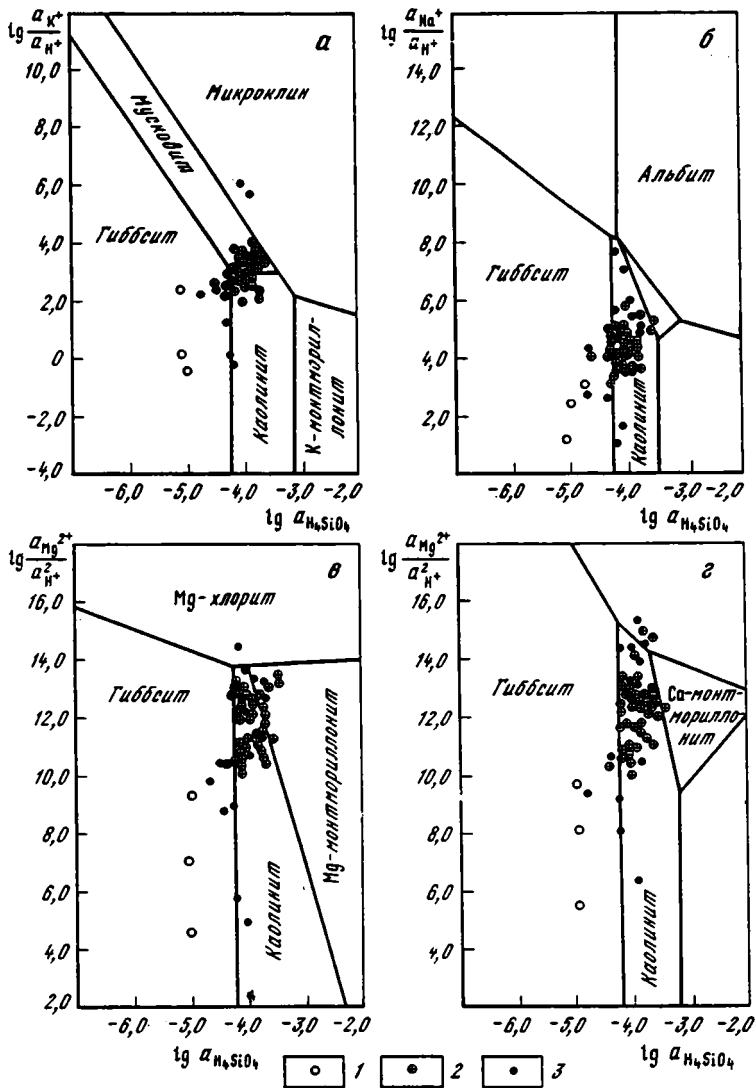 lg a_K+ / a_H+
а
10,0
8,0
6,0
4,0
2,0
0
-2,0
-4,0
Микроклин
Мусковит
Гиббсит
Каолинит
К-монтморил-
лонит
-6,0 -5,0 -4,0 -3,0 -2,0
lg a_H4SiO4
lg a_Na+ / a_H+
б
14,0
12,0
10,0
8,0
6,0
4,0
2,0
Альбит
Гиббсит
Каолинит
-6,0 -5,0 -4,0 -3,0 -2,0
lg a_H4SiO4
lg a_Mg2+ / a²_H+
в
16,0
14,0
12,0
10,0
8,0
6,0
4,0
2,0
Mg-хлорит
Гиббсит
Каолинит
Mg-монтмориллонит
-6,0 -5,0 -4,0 -3,0 -2,0
lg a_H4SiO4
lg a_Mg2+ / a²_H+
г
16,0
14,0
12,0
10,0
8,0
6,0
4,0
Гиббсит
Са-монт-
морилло-
нит
Каолинит
-6,0 -5,0 -4,0 -3,0 -2,0
lg a_H4SiO4
1 2 3